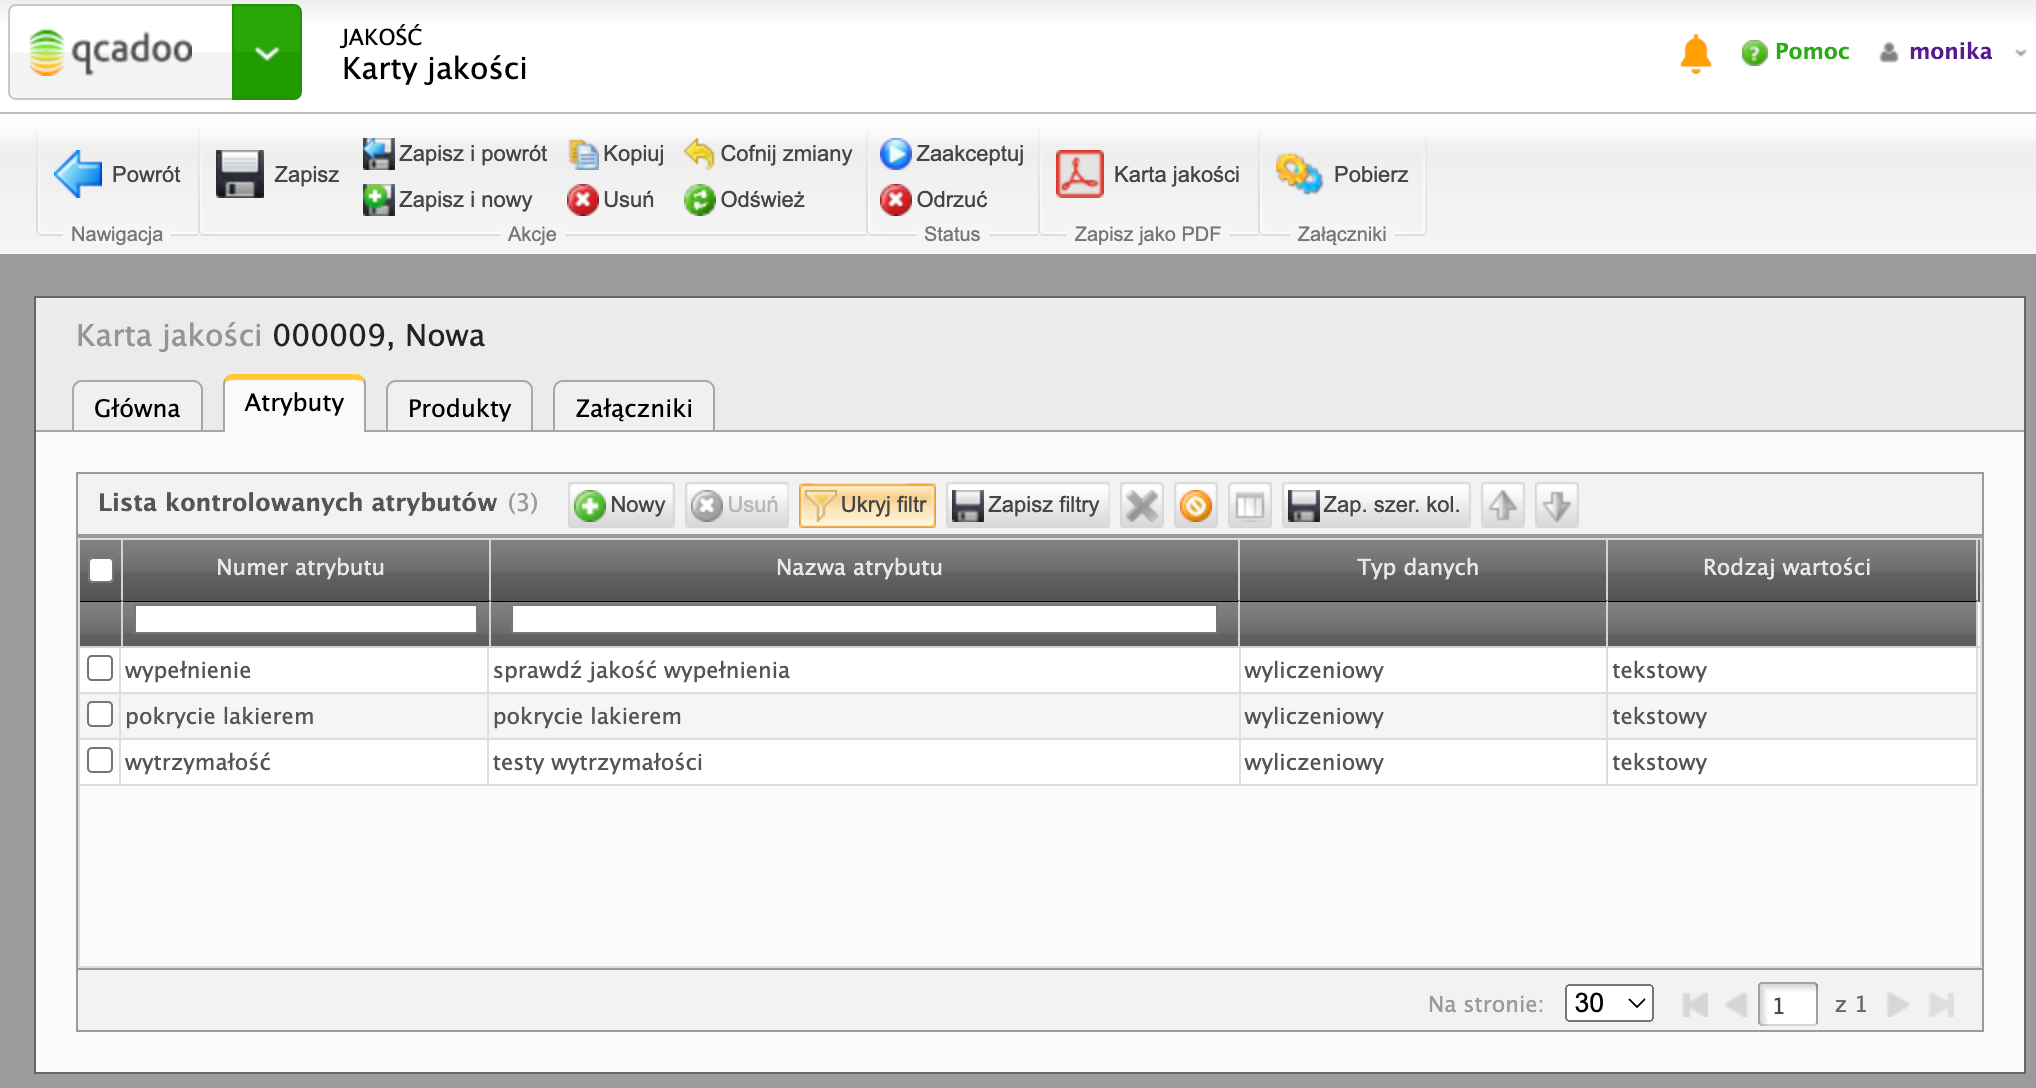 qcadoo
JAKOŚĆ
Karty jakości
Pomoc
monika
Powrót
Nawigacja
Zapisz
Zapisz i powrót
Kopiuj
Cofnij zmiany
Zapisz i nowy
Usuń
Odśwież
Akcje
Zaakceptuj
Odrzuć
Status
Karta jakości
Zapisz jako PDF
Pobierz
Załączniki
Karta jakości 000009, Nowa
Główna
Atrybuty
Produkty
Załączniki
Lista kontrolowanych atrybutów (3)
Nowy
Usuń
Ukryj filtr
Zapisz filtry
Zap. szer. kol.
Numer atrybutu Nazwa atrybutu Typ danych Rodzaj wartości
wypełnienie sprawdź jakość wypełnienia wyliczeniowy tekstowy
pokrycie lakierem pokrycie lakierem wyliczeniowy tekstowy
wytrzymałość testy wytrzymałości wyliczeniowy tekstowy
Na stronie: 30 1 z 1